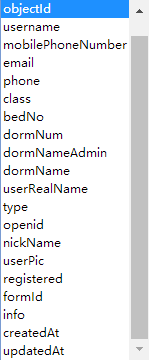 objectId
username
mobilePhoneNumber
email
phone
class
bedNo
dormNum
dormNameAdmin
dormName
userRealName
type
openid
nickName
userPic
registered
formId
info
createdAt
updatedAt